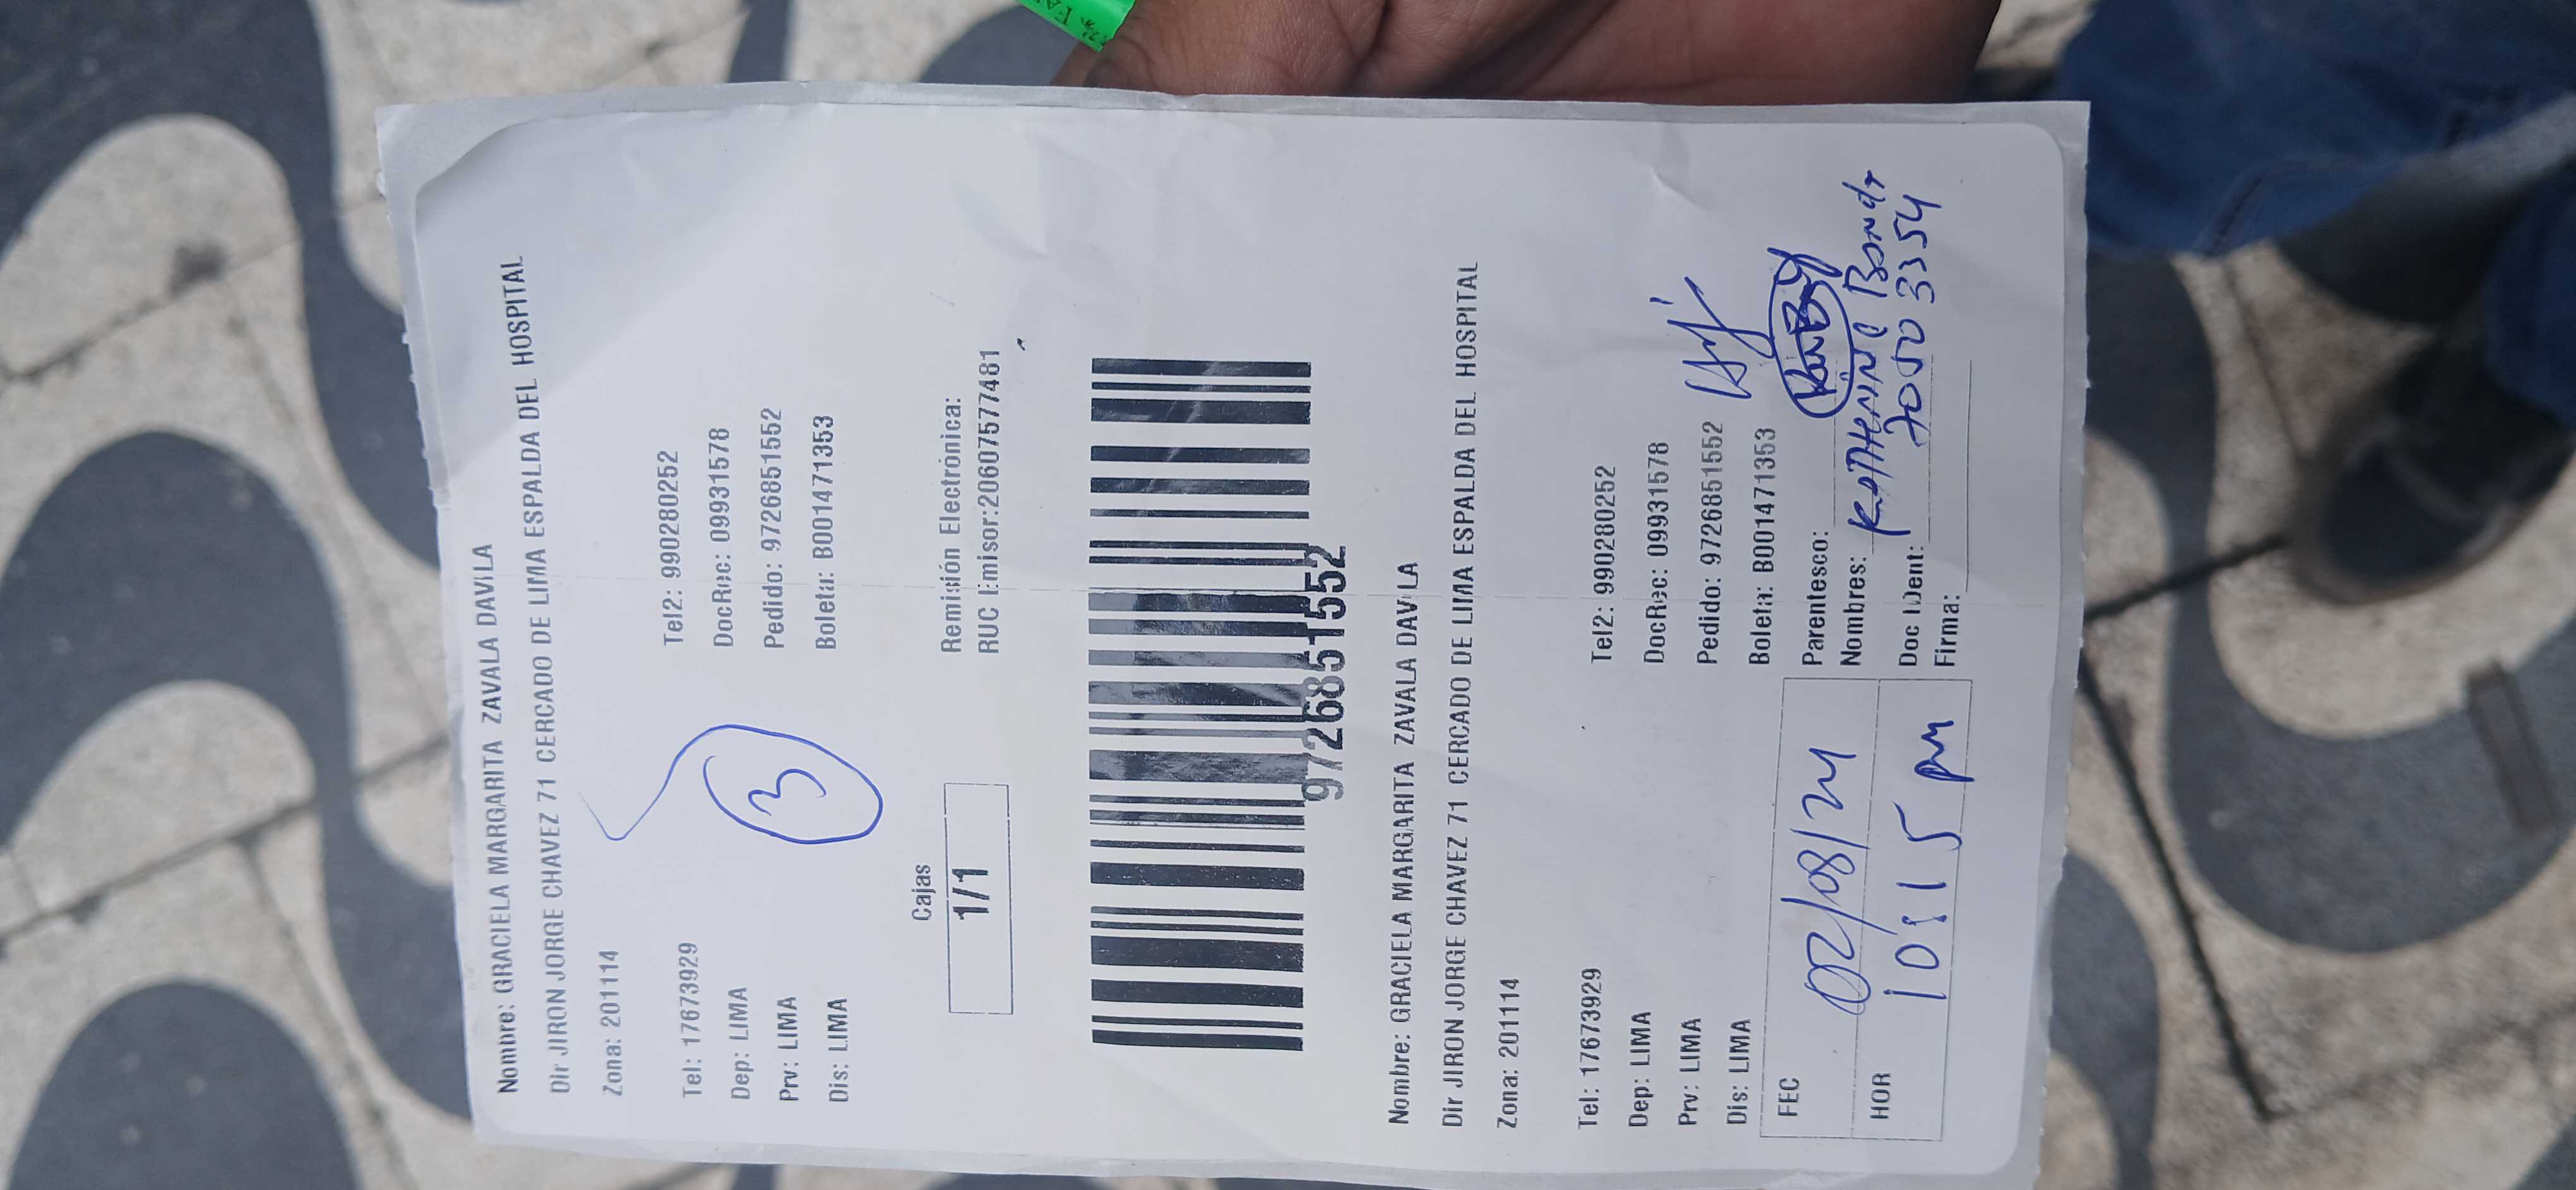 Nombre: GRACIELA MARGARITA ZAVALA DAVILA
Dir JIRON JORGE CHAVEZ 71 CERCADO DE LIMA ESPALDA DEL HOSPITAL
Zona: 201114
Tel: 17673929 Tel2: 990280252
Dep: LIMA DocRec: 09931578
Prv: LIMA Pedido: 97268515​52
Dis: LIMA Boleta: B001471353
3
Cajas
1/1
Remisión Electrónica:
RUC Emisor:20607577481
9726851552
Nombre: GRACIELA MARGARITA ZAVALA DAVILA
Dir JIRON JORGE CHAVEZ 71 CERCADO DE LIMA ESPALDA DEL HOSPITAL
Zona: 201114
Tel: 17673929 Tel2: 990280252
Dep: LIMA DocRec: 09931578
Prv: LIMA Pedido: 9726851552
Dis: LIMA Boleta: B001471353
FEC 02/08/24
HOR 10:15 pm
Parentesco:
Nombres: KATHERINE
Doc Ident: 70503354
Firma: